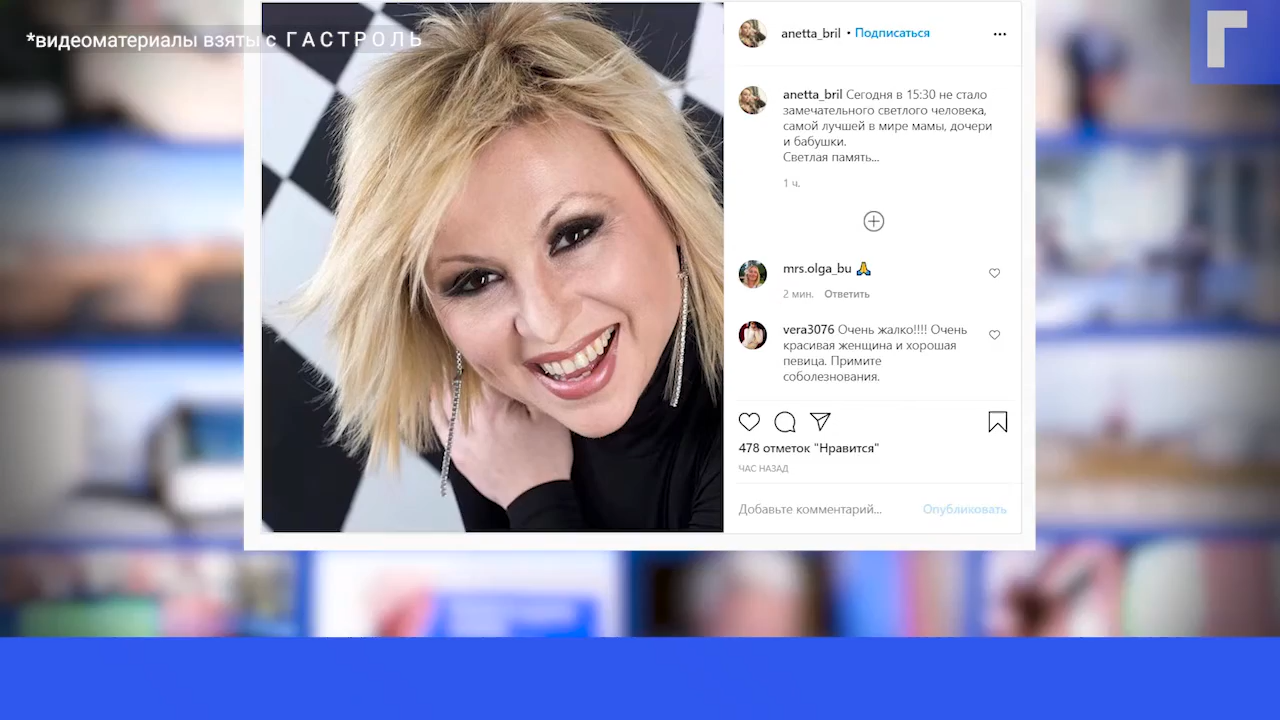 *видеоматериалы взяты с ГАСТРОЛЬ
Г
anetta_bril • Подписаться
anetta_bril Сегодня в 15:30 не стало
замечательного светлого человека,
самой лучшей в мире мамы, дочери
и бабушки.
Светлая память...
1 ч.
mrs.olga_bu 🙏
2 мин. Ответить
vera3076 Очень жалко!!!! Очень
красивая женщина и хорошая
певица. Примите
соболезнования.
478 отметок "Нравится"
ЧАС НАЗАД
Добавьте комментарий... Опубликовать